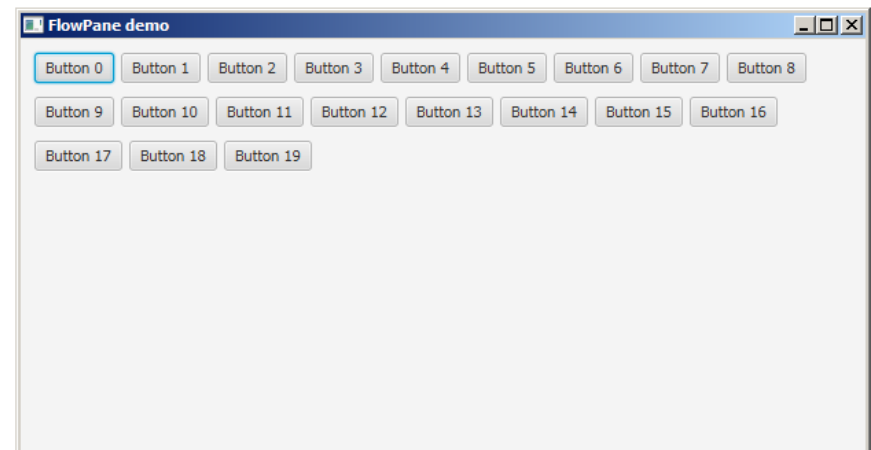 FlowPane demo
Button 0 Button 1 Button 2 Button 3 Button 4 Button 5 Button 6 Button 7 Button 8
Button 9 Button 10 Button 11 Button 12 Button 13 Button 14 Button 15 Button 16
Button 17 Button 18 Button 19